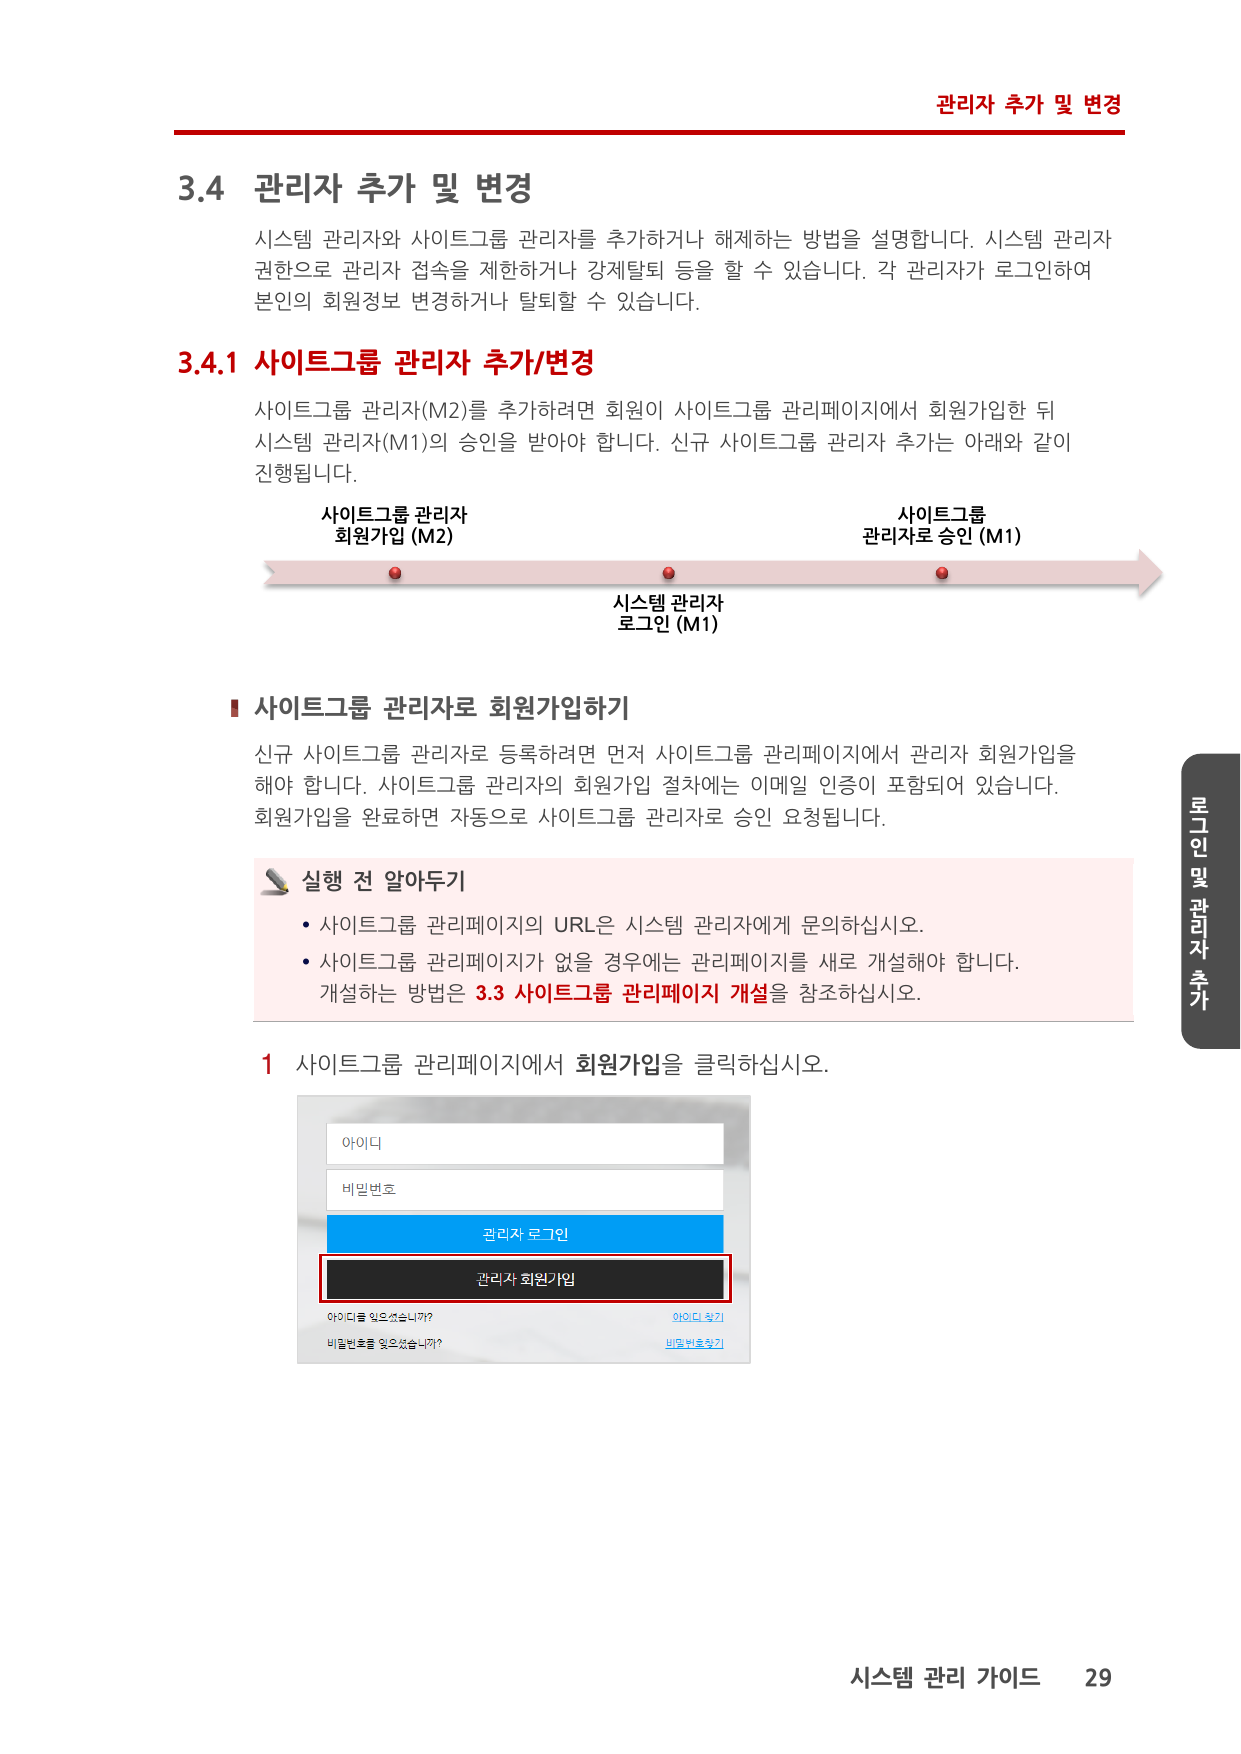 관리자 추가 및 변경
3.4 관리자 추가 및 변경
시스템 관리자와 사이트그룹 관리자를 추가하거나 해제하는 방법을 설명합니다. 시스템 관리자
권한으로 관리자 접속을 제한하거나 강제탈퇴 등을 할 수 있습니다. 각 관리자가 로그인하여
본인의 회원정보 변경하거나 탈퇴할 수 있습니다.
3.4.1 사이트그룹 관리자 추가/변경
사이트그룹 관리자(M2)를 추가하려면 회원이 사이트그룹 관리페이지에서 회원가입한 뒤
시스템 관리자(M1)의 승인을 받아야 합니다. 신규 사이트그룹 관리자 추가는 아래와 같이
진행됩니다.
사이트그룹 관리자
회원가입 (M2)
시스템 관리자
로그인 (M1)
사이트그룹
관리자로 승인 (M1)
사이트그룹 관리자로 회원가입하기
신규 사이트그룹 관리자로 등록하려면 먼저 사이트그룹 관리페이지에서 관리자 회원가입을
해야 합니다. 사이트그룹 관리자의 회원가입 절차에는 이메일 인증이 포함되어 있습니다.
회원가입을 완료하면 자동으로 사이트그룹 관리자로 승인 요청됩니다.
실행 전 알아두기
• 사이트그룹 관리페이지의 URL은 시스템 관리자에게 문의하십시오.
• 사이트그룹 관리페이지가 없을 경우에는 관리페이지를 새로 개설해야 합니다.
개설하는 방법은 3.3 사이트그룹 관리페이지 개설을 참조하십시오.
1 사이트그룹 관리페이지에서 회원가입을 클릭하십시오.
아이디
비밀번호
관리자 로그인
관리자 회원가입
아이디를 잊으셨습니까? 아이디 찾기
비밀번호를 잊으셨습니까? 비밀번호찾기
로그인 및 관리자 추가
시스템 관리 가이드 29